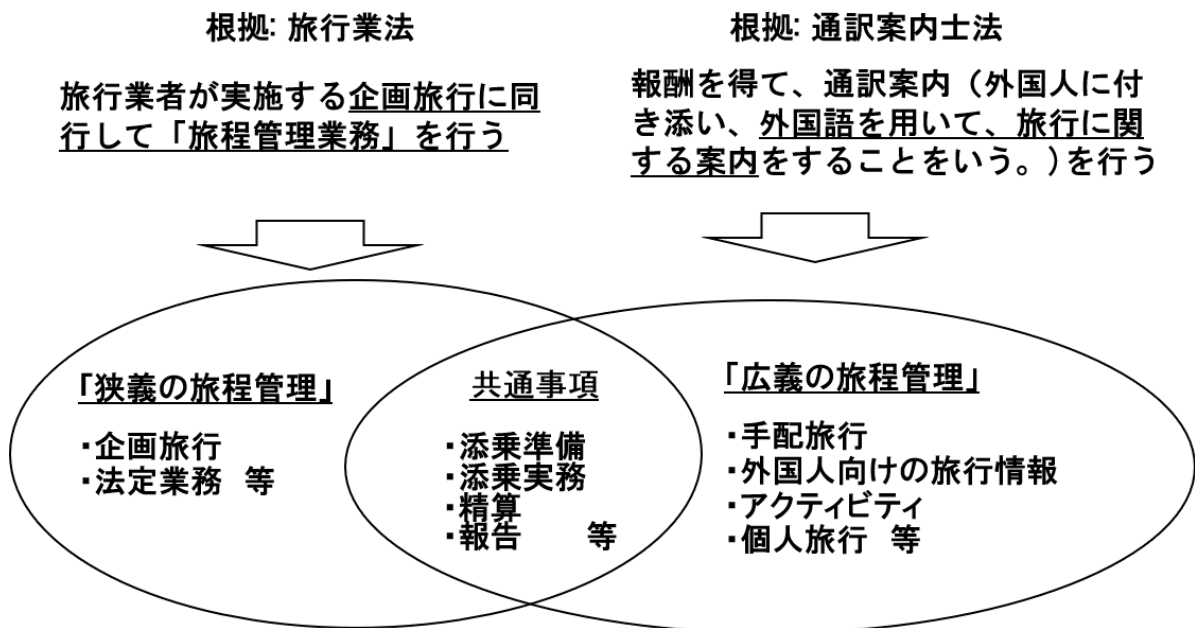 根拠: 旅行業法
旅行業者が実施する企画旅行に同
行して「旅程管理業務」を行う
根拠: 通訳案内士法
報酬を得て、通訳案内（外国人に付
き添い、外国語を用いて、旅行に関
する案内をすることをいう。）を行う
「狭義の旅程管理」
・企画旅行
・法定業務 等
共通事項
・添乗準備
・添乗実務
・精算
・報告 等
「広義の旅程管理」
・手配旅行
・外国人向けの旅行情報
・アクティビティ
・個人旅行 等